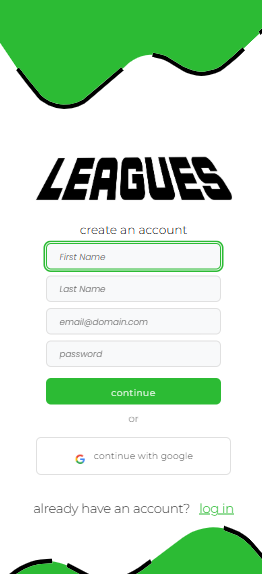 LEAGUES
create an account
First Name
Last Name
email@domain.com
password
continue
or
continue with google
already have an account? log in